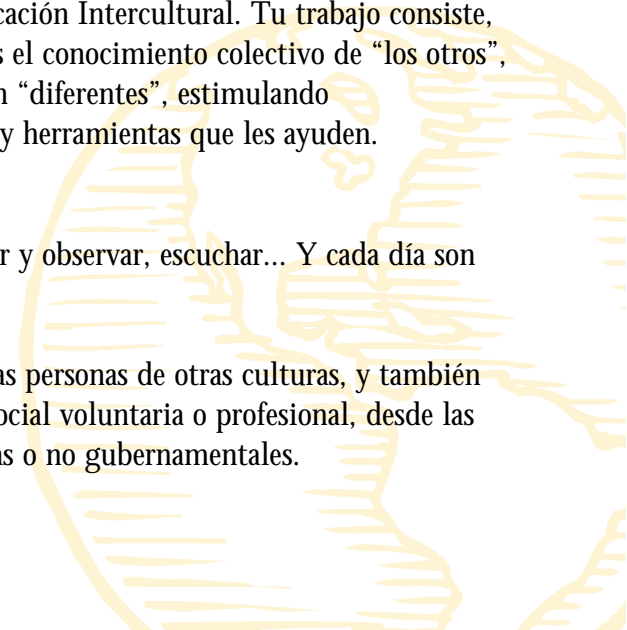 cación Intercultural. Tu trabajo consiste,
s el conocimiento colectivo de “los otros”,
n “diferentes”, estimulando
y herramientas que les ayuden.
r y observar, escuchar... Y cada día son
as personas de otras culturas, y también
ocial voluntaria o profesional, desde las
as o no gubernamentales.